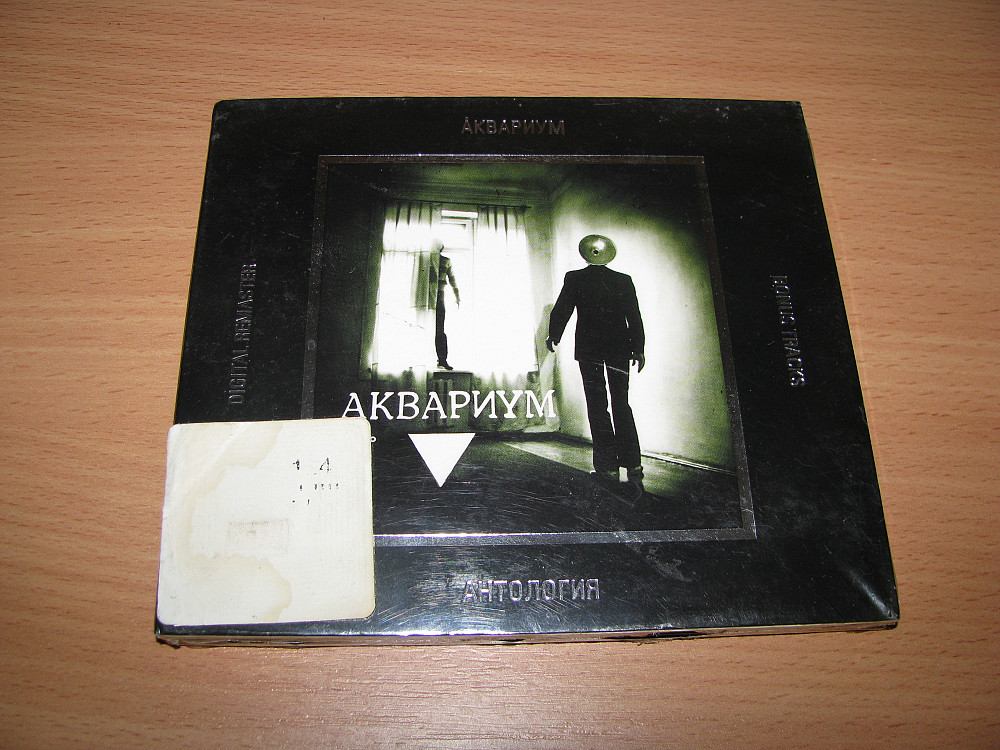 АКВАРИУМ
DIGITAL REMASTER
BONUS TRACKS
АКВАРИУМ
АНТОЛОГИЯ